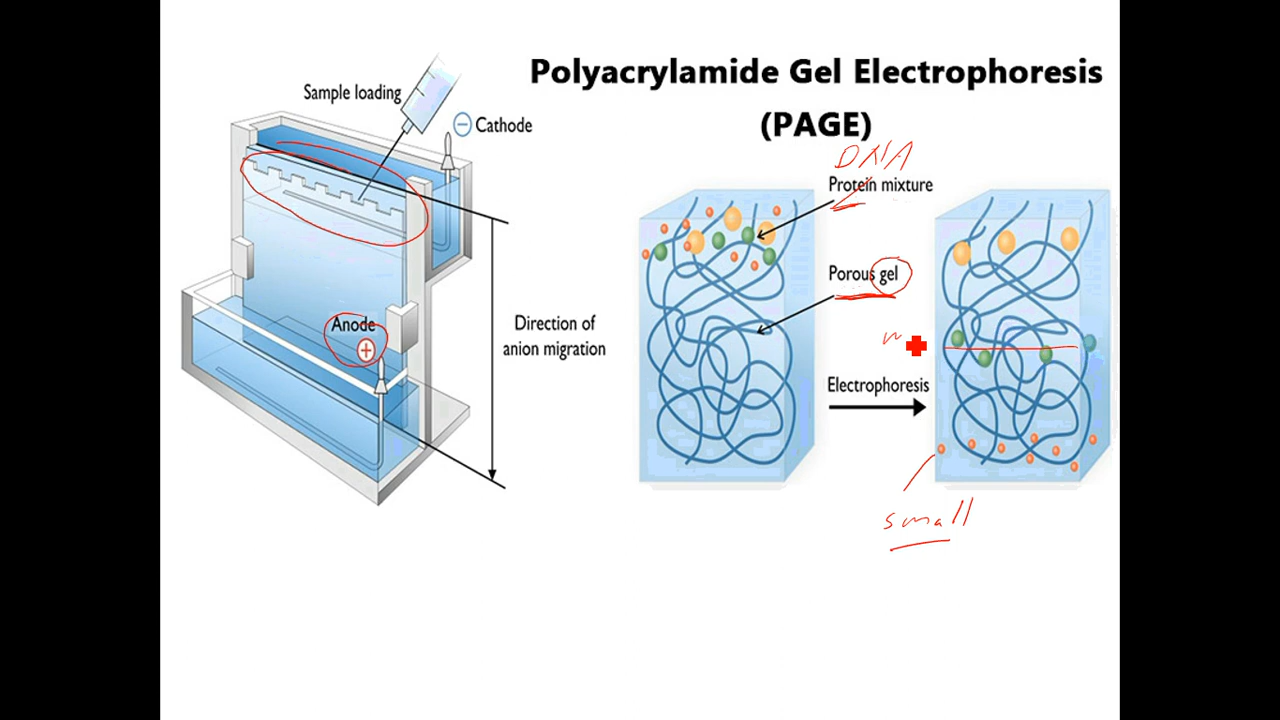 Polyacrylamide Gel Electrophoresis
(PAGE)
Sample loading
− Cathode
Anode
+
Direction of
anion migration
DNA
Protein mixture
Porous gel
Electrophoresis
small